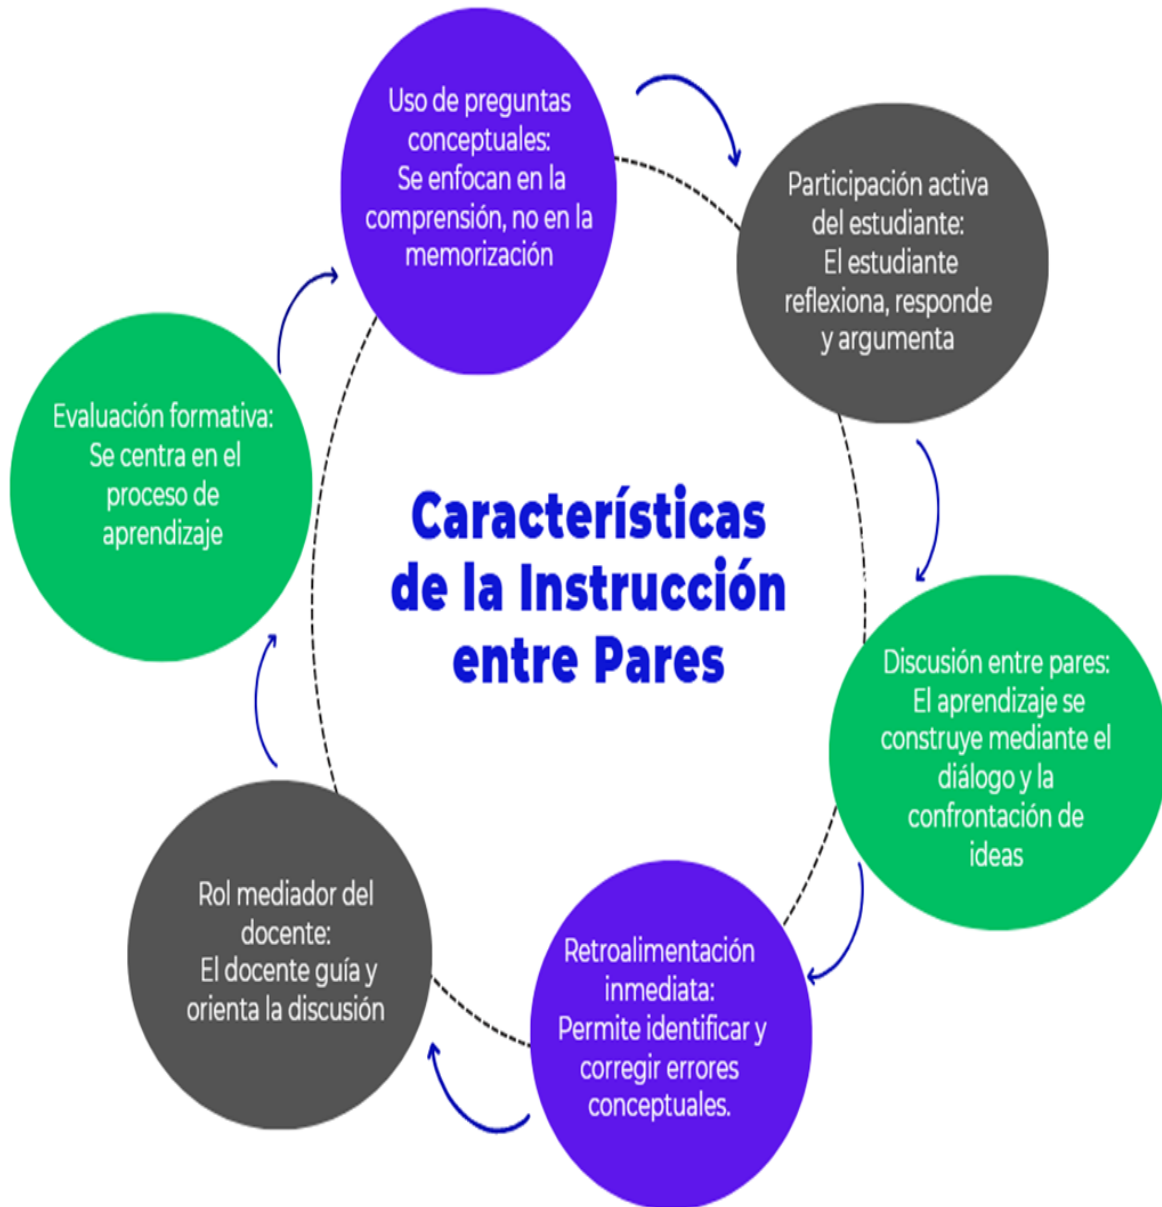 Uso de preguntas
conceptuales:
Se enfocan en la
comprensión, no en la
memorización
Participación activa
del estudiante:
El estudiante
reflexiona, responde
y argumenta
Evaluación formativa:
Se centra en el
proceso de
aprendizaje
Características
de la Instrucción
entre Pares
Discusión entre pares:
El aprendizaje se
construye mediante el
diálogo y la
confrontación de
ideas
Rol mediador del
docente:
El docente guía y
orienta la discusión
Retroalimentación
inmediata:
Permite identificar y
corregir errores
conceptuales.